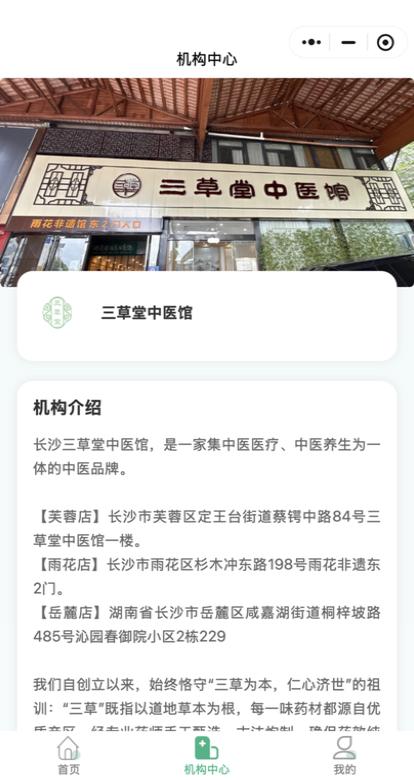 机构中心
三草堂中医馆
雨花非遗馆东2门入口
三草堂中医馆
机构介绍
长沙三草堂中医馆，是一家集中医医疗、中医养生为一
体的中医品牌。
【芙蓉店】长沙市芙蓉区定王台街道蔡锷中路84号三
草堂中医馆一楼。
【雨花店】长沙市雨花区杉木冲东路198号雨花非遗东
2门。
【岳麓店】湖南省长沙市岳麓区咸嘉湖街道桐梓坡路
485号沁园春御院小区2栋229
我们自创立以来，始终恪守“三草为本，仁心济世”的祖
训：“三草”既指以道地草本为根，每一味药材都源自优
首页
机构中心
我的